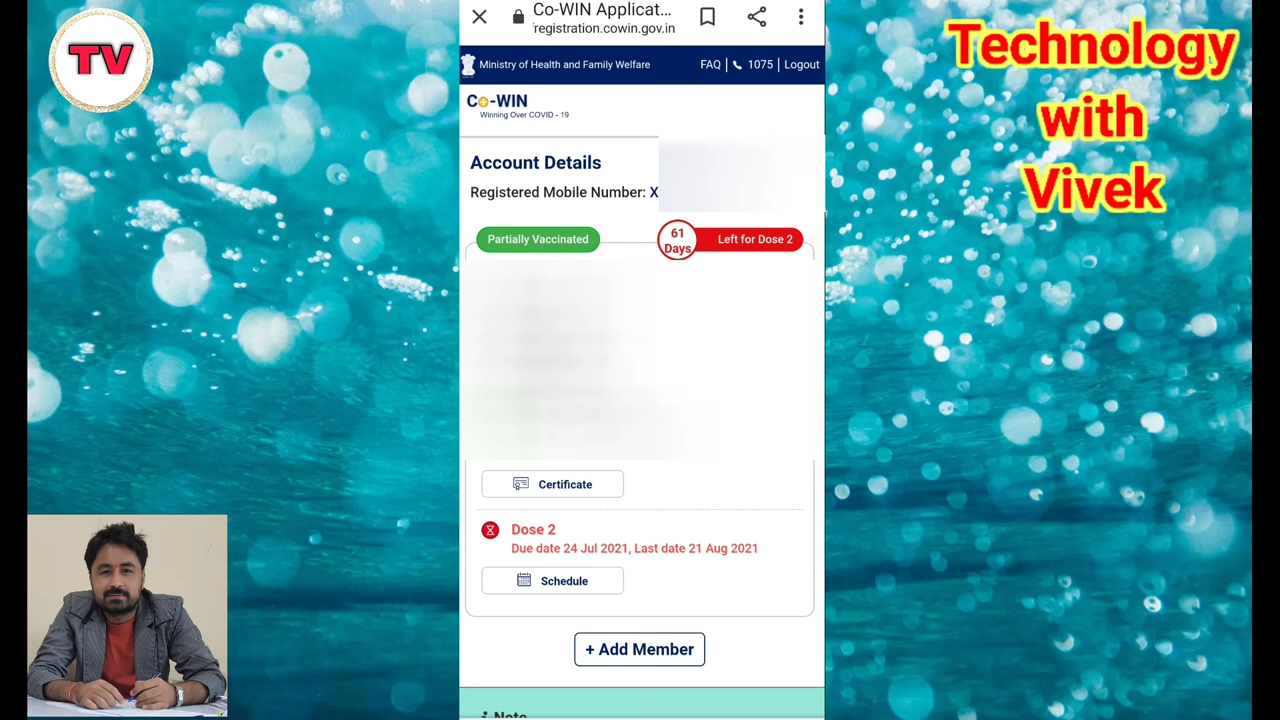 TV
Co-WIN Applicat...
registration.cowin.gov.in
Ministry of Health and Family Welfare
FAQ | 1075 | Logout
Co-WIN
Winning Over COVID - 19
Account Details
Registered Mobile Number: X
Partially Vaccinated
61
Days
Left for Dose 2
Certificate
Dose 2
Due date 24 Jul 2021, Last date 21 Aug 2021
Schedule
+ Add Member
Note
Technology
with
Vivek